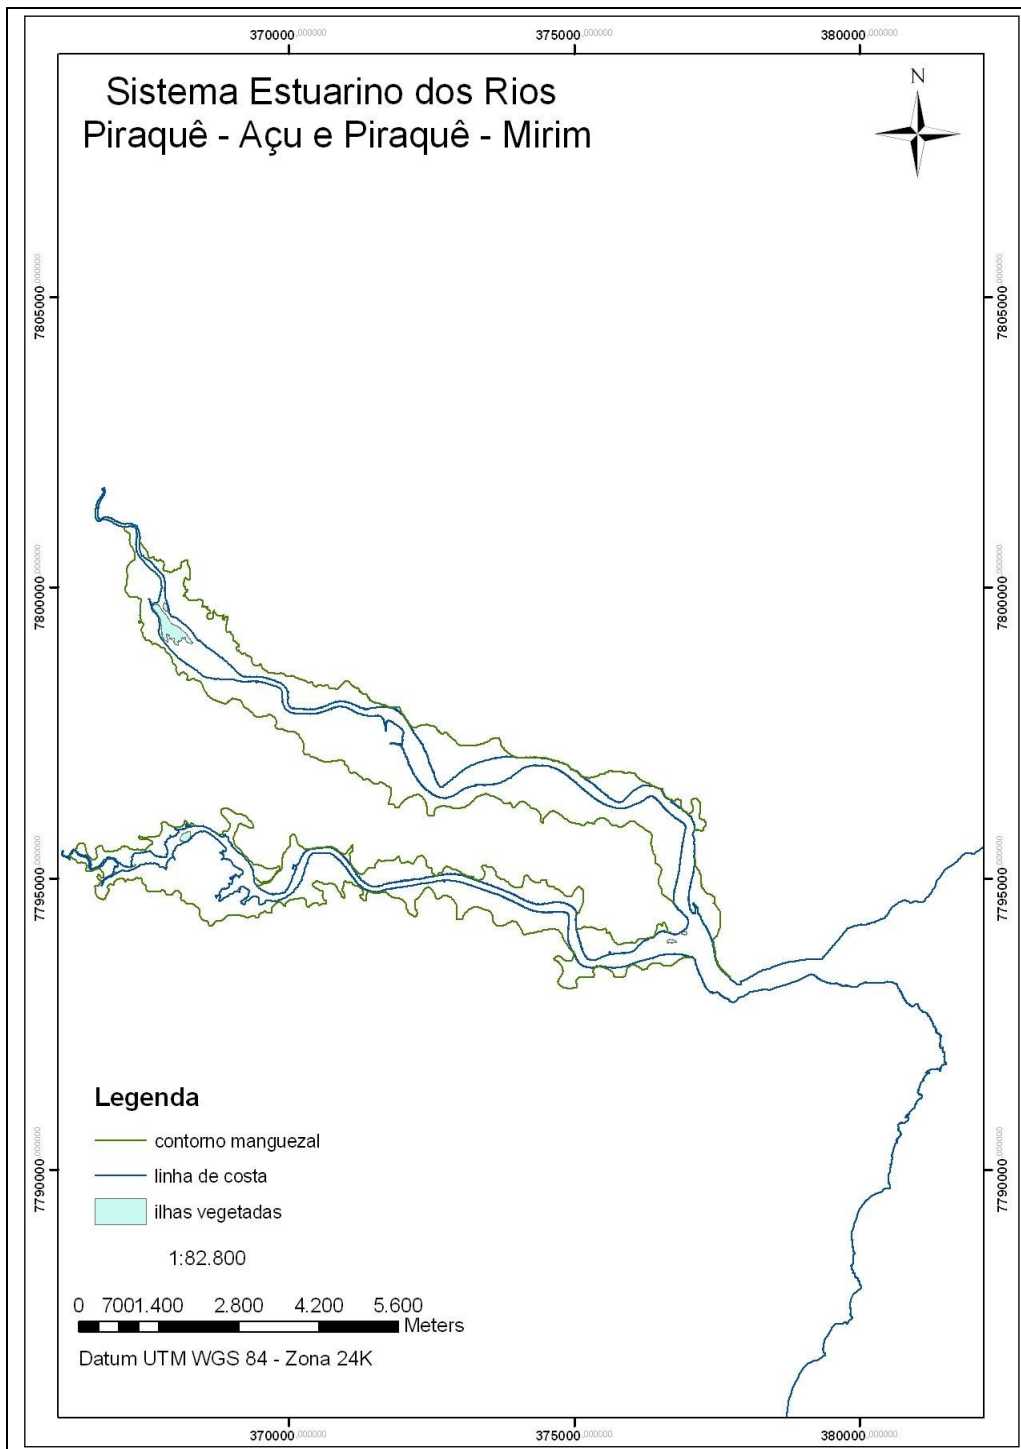 370000,000000 375000,000000 380000,000000
Sistema Estuarino dos Rios
Piraquê - Açu e Piraquê - Mirim
N
7805000,000000 7805000,000000
7800000,000000 7800000,000000
7795000,000000 7795000,000000
7790000,000000 7790000,000000
Legenda
contorno manguezal
linha de costa
ilhas vegetadas
1:82.800
0 7001.400 2.800 4.200 5.600
Meters
Datum UTM WGS 84 - Zona 24K
370000,000000 375000,000000 380000,000000